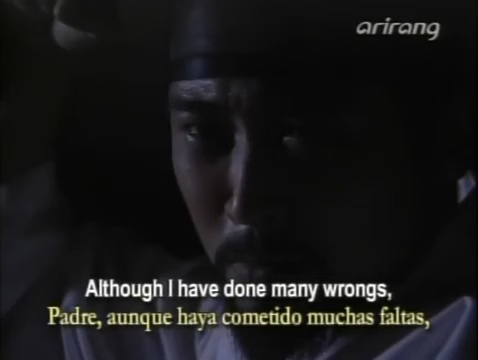 arirang
Although I have done many wrongs,
Padre, aunque haya cometido muchas faltas,